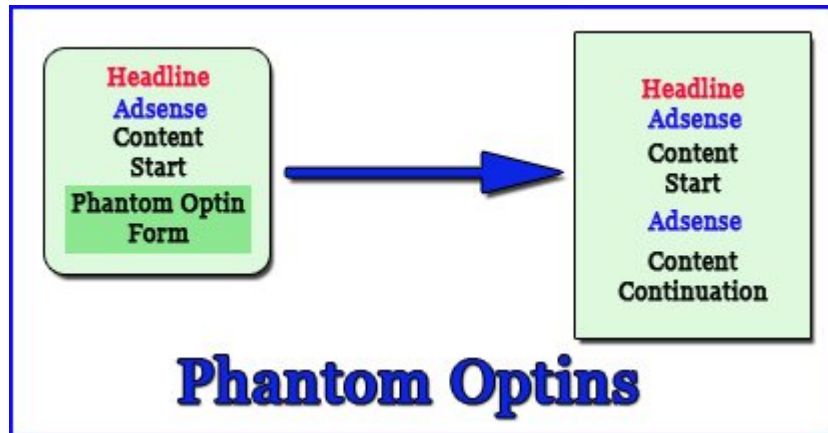 Headline
Adsense
Content
Start
Phantom Optin
Form
Headline
Adsense
Content
Start
Adsense
Content
Continuation
Phantom Optins